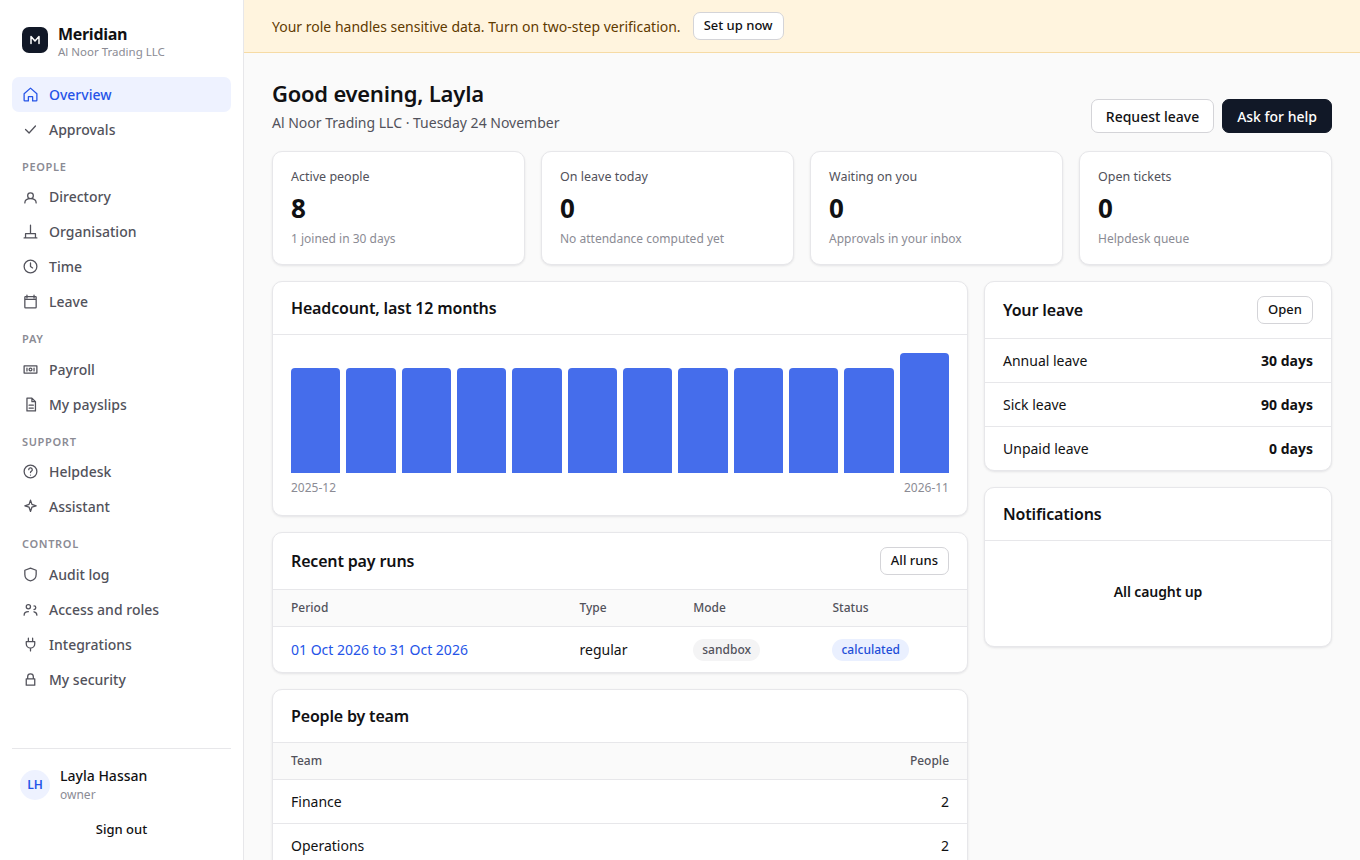 Meridian
Al Noor Trading LLC
Overview
Approvals
PEOPLE
Directory
Organisation
Time
Leave
PAY
Payroll
My payslips
SUPPORT
Helpdesk
Assistant
CONTROL
Audit log
Access and roles
Integrations
My security
LH
Layla Hassan
owner
Sign out
Your role handles sensitive data. Turn on two-step verification.
Set up now
Good evening, Layla
Al Noor Trading LLC · Tuesday 24 November
Request leave
Ask for help
Active people
8
1 joined in 30 days
On leave today
0
No attendance computed yet
Waiting on you
0
Approvals in your inbox
Open tickets
0
Helpdesk queue
Headcount, last 12 months
2025-12
2026-11
Recent pay runs
All runs
Period Type Mode Status
01 Oct 2026 to 31 Oct 2026 regular sandbox calculated
People by team
Team People
Finance 2
Operations 2
Your leave
Open
Annual leave 30 days
Sick leave 90 days
Unpaid leave 0 days
Notifications
All caught up